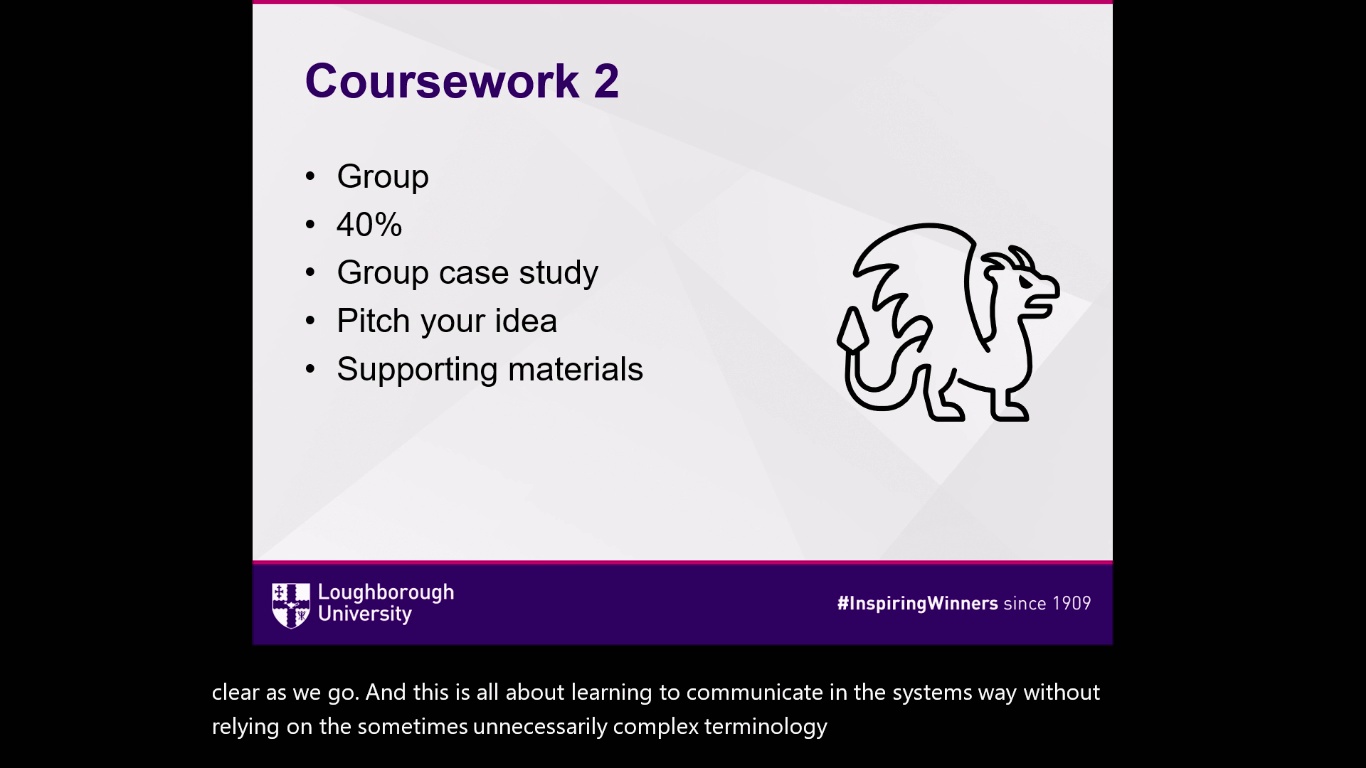 Coursework 2
• Group
• 40%
• Group case study
• Pitch your idea
• Supporting materials
Loughborough
University
#InspiringWinners since 1909
clear as we go. And this is all about learning to communicate in the systems way without
relying on the sometimes unnecessarily complex terminology